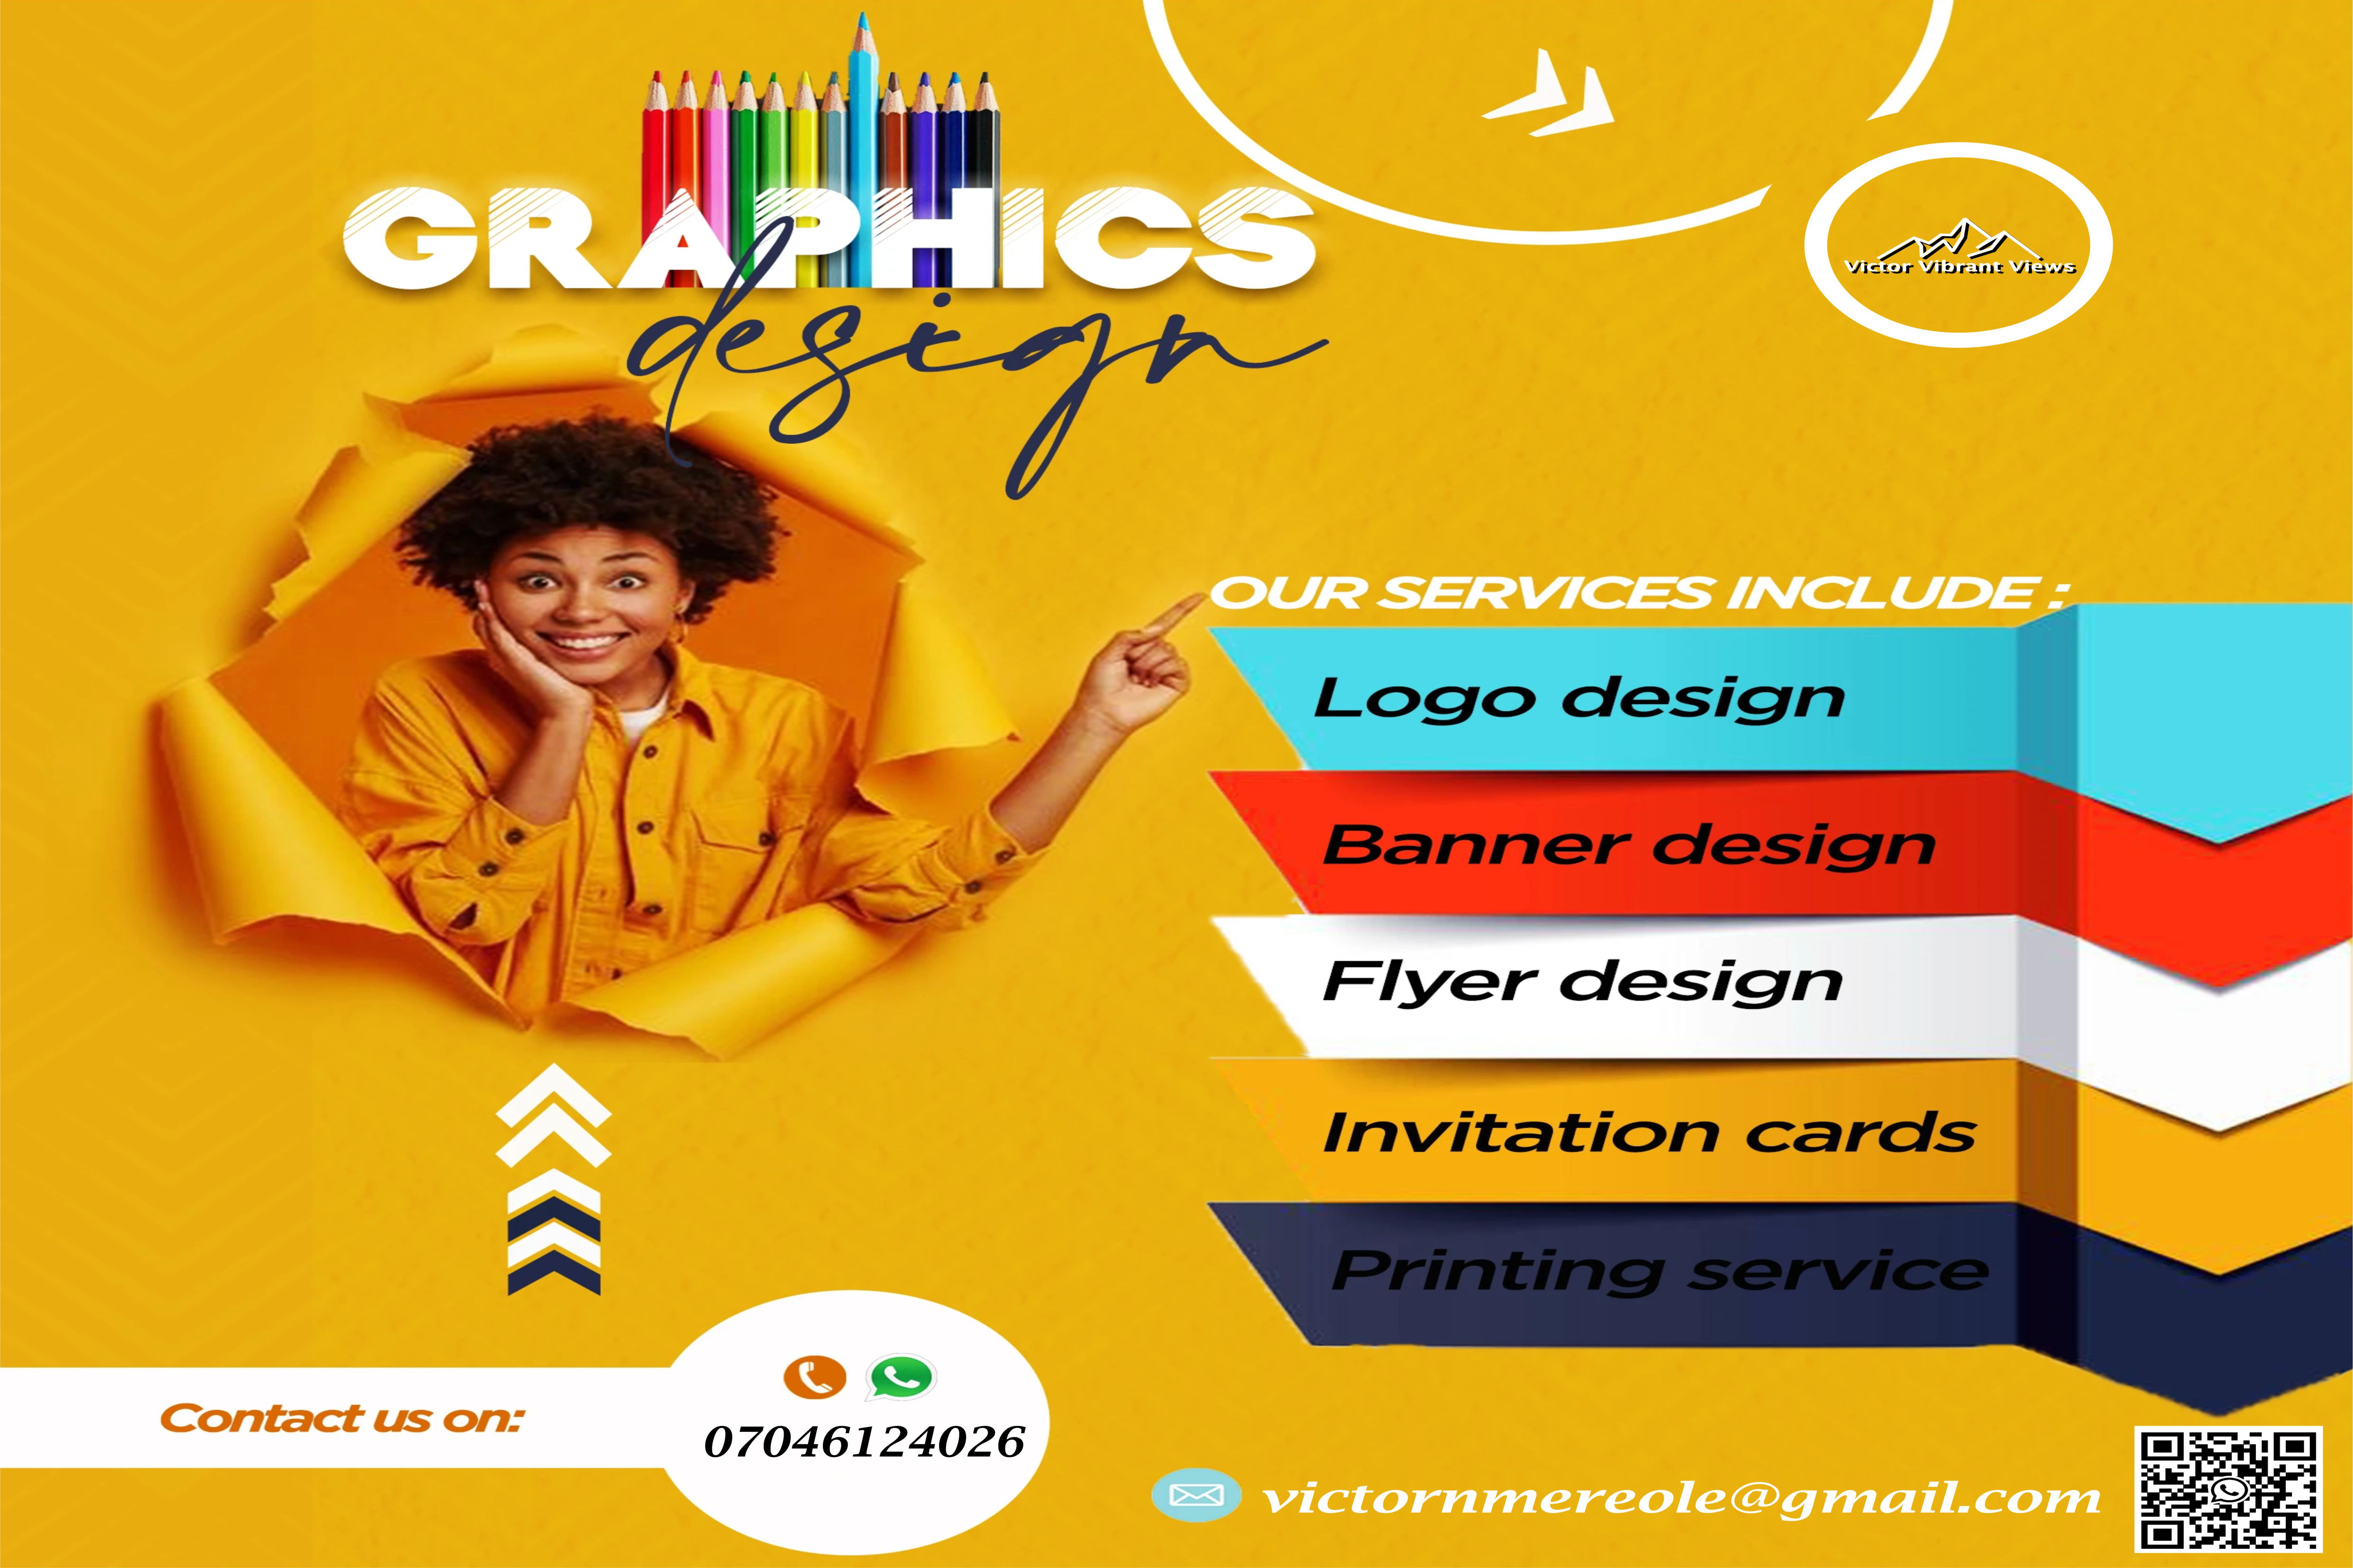 GRAPHICS
design
Victor Vibrant Views
OUR SERVICES INCLUDE :
Logo design
Banner design
Flyer design
Invitation cards
Printing service
Contact us on:
07046124026
victornmereole@gmail.com